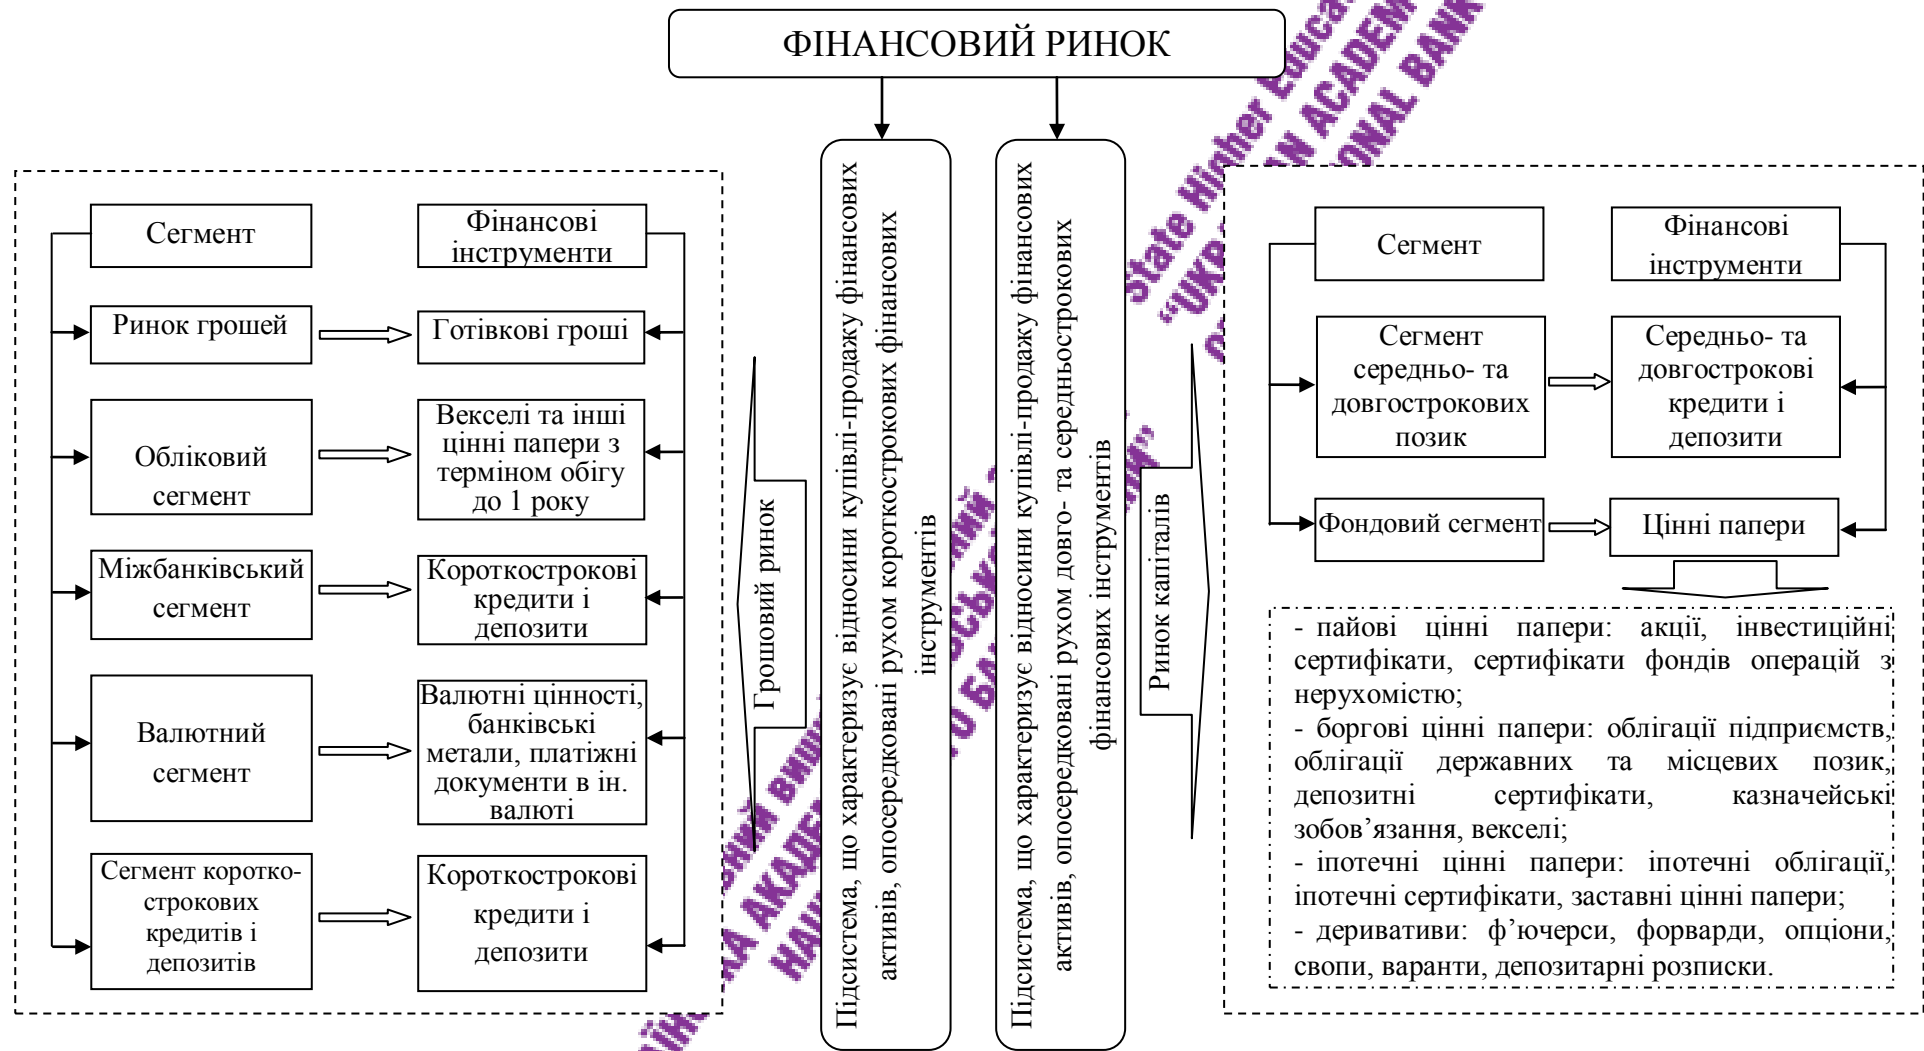 ФІНАНСОВИЙ РИНОК
Сегмент
Фінансові
інструменти
Ринок грошей
Готівкові гроші
Обліковий
сегмент
Векселі та інші
цінні папери з
терміном обігу
до 1 року
Міжбанківський
сегмент
Короткострокові
кредити і
депозити
Валютний
сегмент
Валютні цінності,
банківські
метали, платіжні
документи в ін.
валюті
Сегмент коротко-
строкових
кредитів і
депозитів
Короткострокові
кредити і
депозити
Грошовий ринок
Підсистема, що характеризує відносини купівлі-продажу фінансових
активів, опосередковані рухом короткострокових фінансових
інструментів
Підсистема, що характеризує відносини купівлі-продажу фінансових
активів, опосередковані рухом довго- та середньострокових
фінансових інструментів
Ринок капіталів
Сегмент
Фінансові
інструменти
Сегмент
середньо- та
довгострокових
позик
Середньо- та
довгострокові
кредити і
депозити
Фондовий сегмент
Цінні папери
- пайові цінні папери: акції, інвестиційні
сертифікати, сертифікати фондів операцій з
нерухомістю;
- боргові цінні папери: облігації підприємств,
облігації державних та місцевих позик,
депозитні сертифікати, казначейські
зобов’язання, векселі;
- іпотечні цінні папери: іпотечні облігації,
іпотечні сертифікати, заставні цінні папери;
- деривативи: ф’ючерси, форварди, опціони,
свопи, варанти, депозитарні розписки.
State Higher
BANK